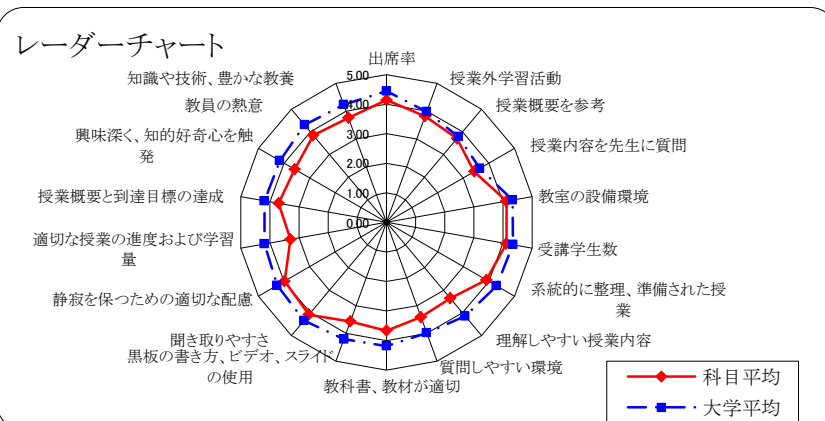 レーダーチャート
出席率
授業外学習活動
授業概要を参考
授業内容を先生に質問
教室の設備環境
受講学生数
系統的に整理、準備された授
業
理解しやすい授業内容
質問しやすい環境
教科書、教材が適切
黒板の書き方、ビデオ、スライド
の使用
聞き取りやすさ
静寂を保つための適切な配慮
適切な授業の進度および学習
量
授業概要と到達目標の達成
興味深く、知的好奇心を触
発
教員の熱意
知識や技術、豊かな教養
5.00
4.00
3.00
2.00
1.00
0.00
科目平均
大学平均